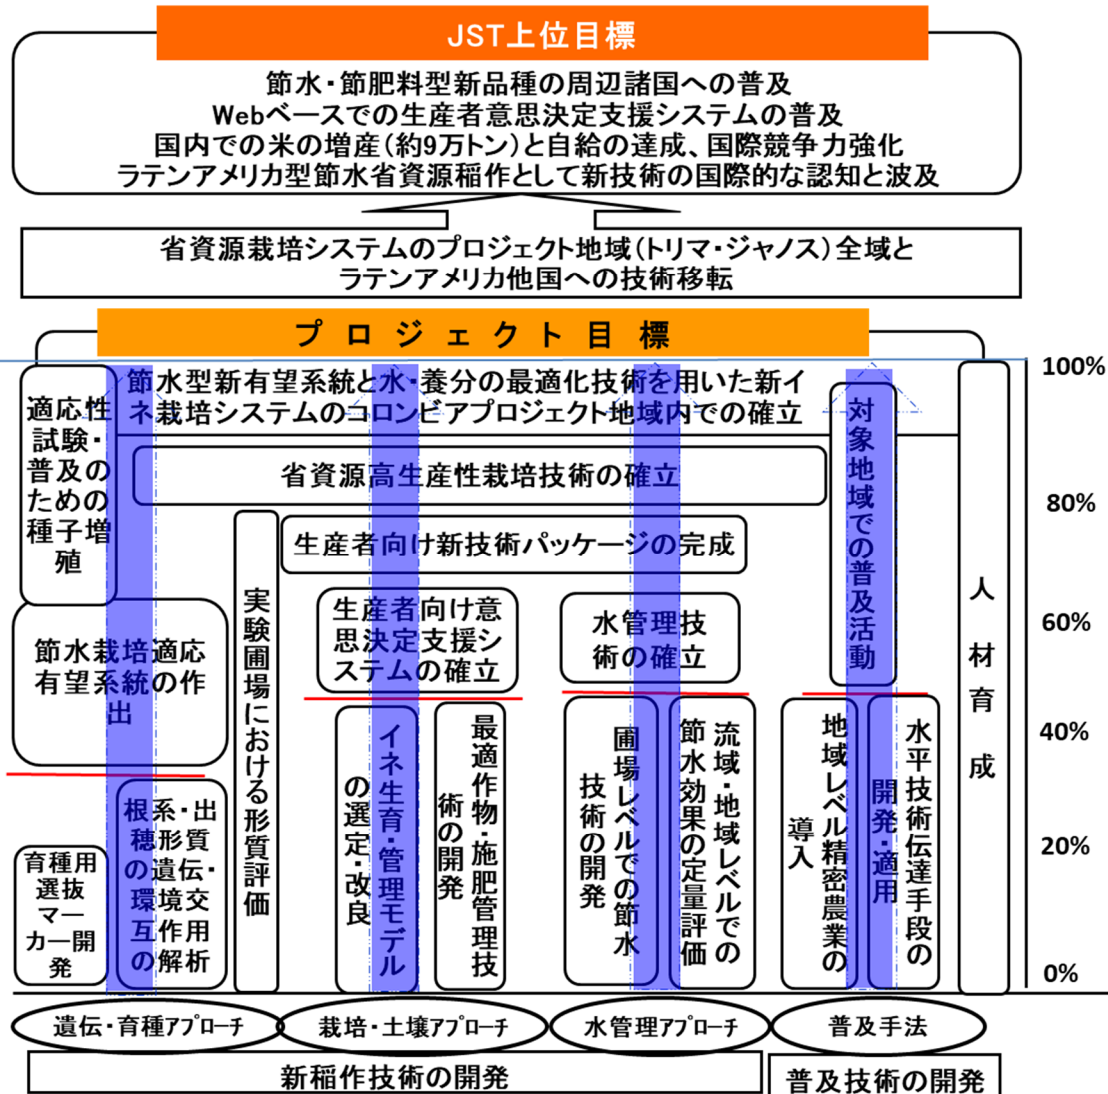 JST上位目標
節水・節肥料型新品種の周辺諸国への普及
Webベースでの生産者意思決定支援システムの普及
国内での米の増産(約9万トン)と自給の達成、国際競争力強化
ラテンアメリカ型節水省資源稲作として新技術の国際的な認知と波及
省資源栽培システムのプロジェクト地域(トリマ・ジャノス)全域と
ラテンアメリカ他国への技術移転
プロジェクト目標
節水型新有望系統と水・養分の最適化技術を用いた新イ
ネ栽培システムのコロンビアプロジェクト地域内での確立
適応性
試験・
普及の
ための
種子増
殖
省資源高生産性栽培技術の確立
生産者向け新技術パッケージの完成
節水栽培適応
有望系統の作
出
実験圃場における形質評価
生産者向け意
思決定支援シ
ステムの確立
水管理技
術の確立
対象地域での普及活動
人材育成
育種用
選抜
マー
カー開
発
根系・出
穂形質
の遺伝・
環境交
互作用
の解析
イネ生育・管理モデル
の選定・改良
最適作物・施肥管理技
術の開発
圃場レベルでの節水
技術の開発
流域・地域レベルでの
節水効果の定量評価
地域レベル精密農業の
導入
水平技術伝達手段の
開発・適用
100%
80%
60%
40%
20%
0%
遺伝・育種アプローチ
栽培・土壌アプローチ
水管理アプローチ
普及手法
新稲作技術の開発
普及技術の開発